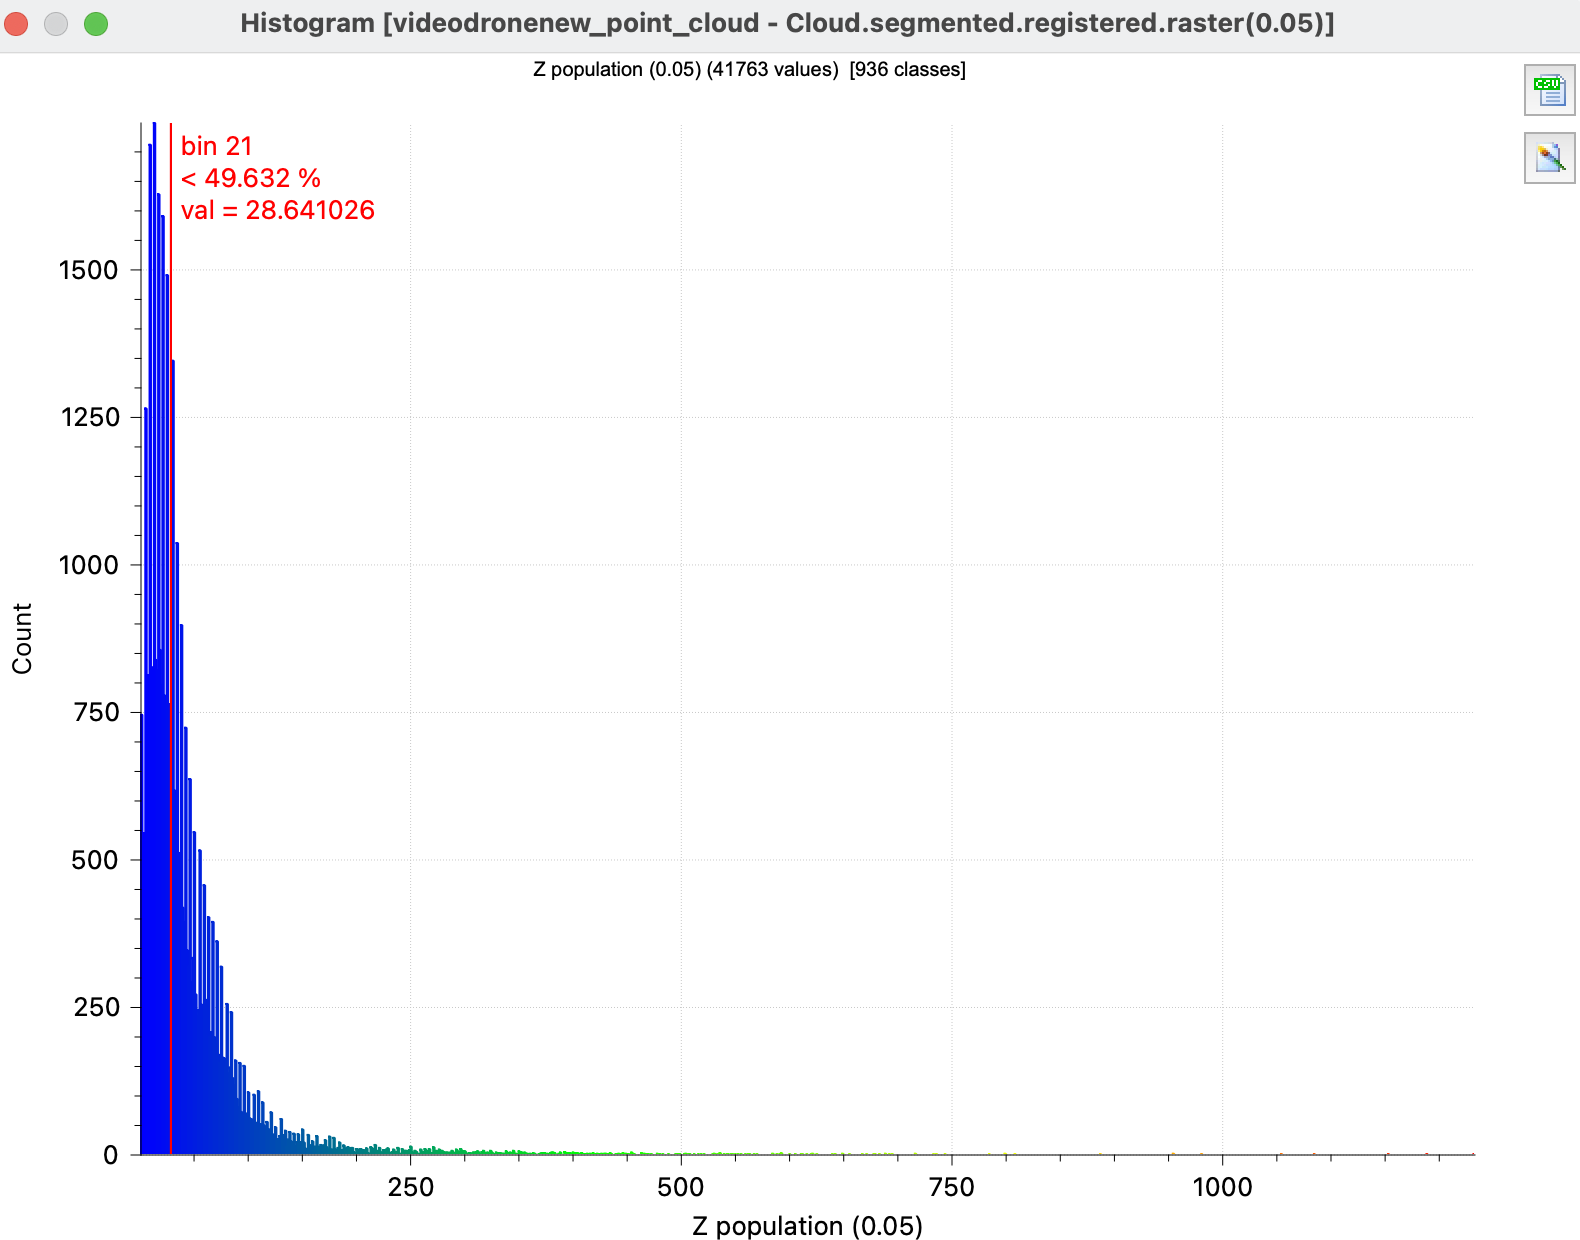 Histogram [videodronenew_point_cloud - Cloud.segmented.registered.raster(0.05)]
Z population (0.05) (41763 values)  [936 classes]
CSV
bin 21
< 49.632 %
val = 28.641026
1500
1250
1000
750
500
250
0
Count
250
500
750
1000
Z population (0.05)